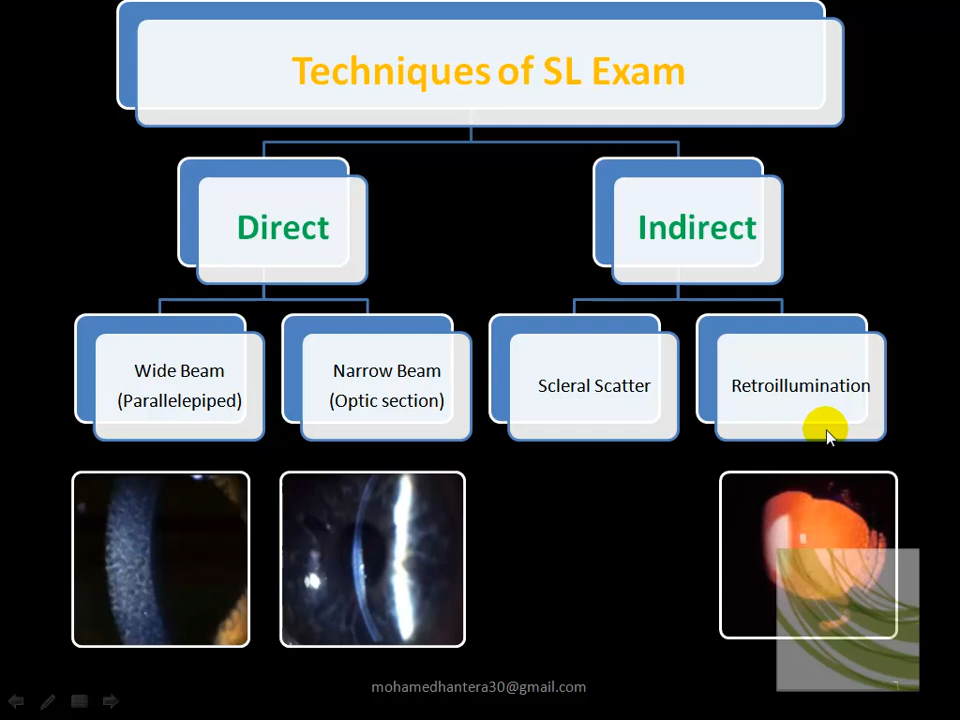 Techniques of SL Exam
Direct
Indirect
Wide Beam
(Parallelepiped)
Narrow Beam
(Optic section)
Scleral Scatter
Retroillumination
mohamedhantera30@gmail.com